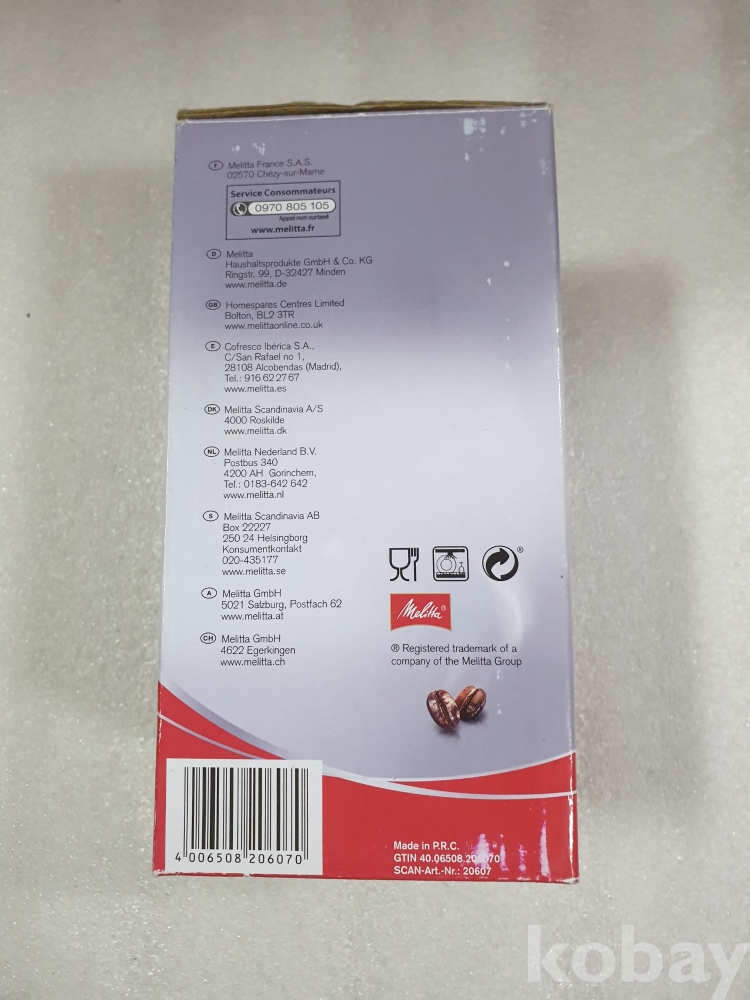 F Melitta France S.A.S.
02570 Chézy-sur-Marne
Service Consommateurs
0970 805 105
Appel non surtaxé
www.melitta.fr
D Melitta
Haushaltsprodukte GmbH & Co. KG
Ringstr. 99, D-32427 Minden
www.melitta.de
GB Homespares Centres Limited
Bolton, BL2 3TR
www.melittaonline.co.uk
E Cofresco Ibérica S.A.,
C/San Rafael no 1,
28108 Alcobendas (Madrid),
Tel.: 916 62 27 67
www.melitta.es
DK Melitta Scandinavia A/S
4000 Roskilde
www.melitta.dk
NL Melitta Nederland B.V.
Postbus 340
4200 AH Gorinchem,
Tel.: 0183-642 642
www.melitta.nl
S Melitta Scandinavia AB
Box 22227
250 24 Helsingborg
Konsumentkontakt
020-435177
www.melitta.se
A Melitta GmbH
5021 Salzburg, Postfach 62
www.melitta.at
CH Melitta GmbH
4622 Egerkingen
www.melitta.ch
®
Melitta®
® Registered trademark of a
company of the Melitta Group
4 006508 206070
Made in P.R.C.
GTIN 40.06508.206070
SCAN-Art.-Nr.: 20607
kobay